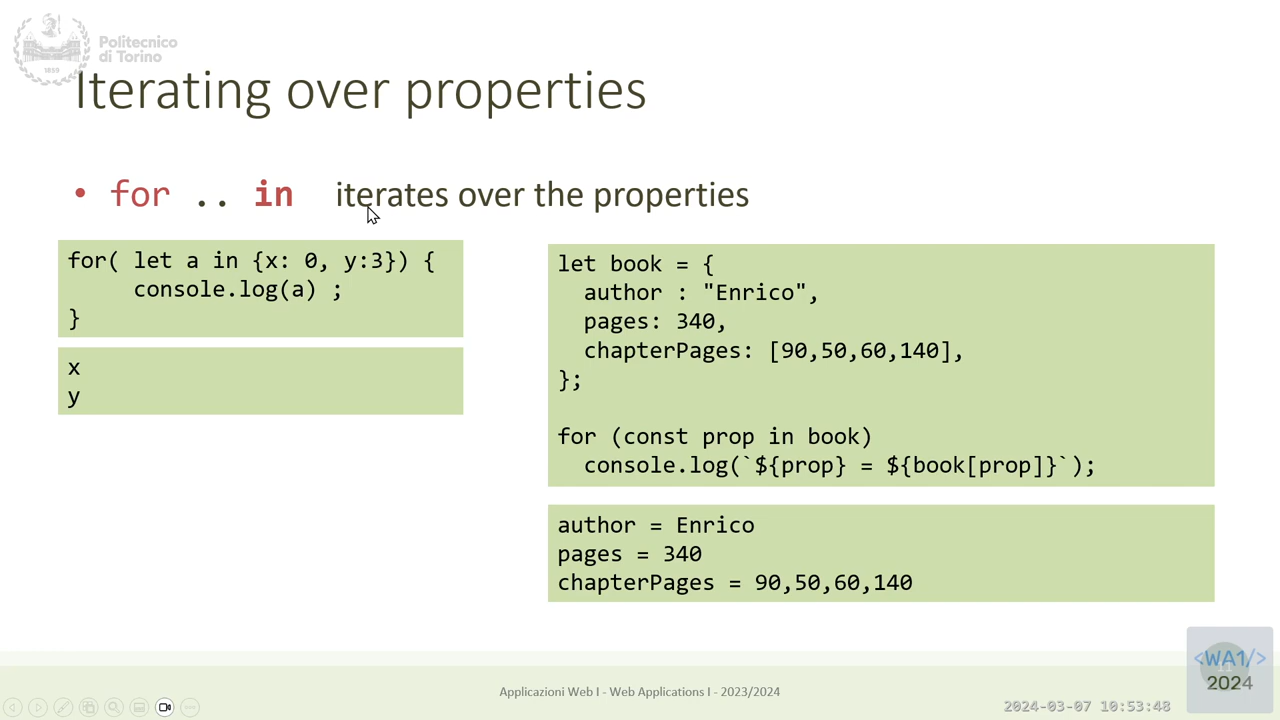 Politecnico
di Torino
1859
Iterating over properties
• for .. in iterates over the properties
for( let a in {x: 0, y:3}) {
console.log(a) ;
}
x
y
let book = {
author : "Enrico",
pages: 340,
chapterPages: [90,50,60,140],
};
for (const prop in book)
console.log(`${prop} = ${book[prop]}`);
author = Enrico
pages = 340
chapterPages = 90,50,60,140
Applicazioni Web I - Web Applications I - 2023/2024
<WA1/>
2024
2024-03-07 10:53:48